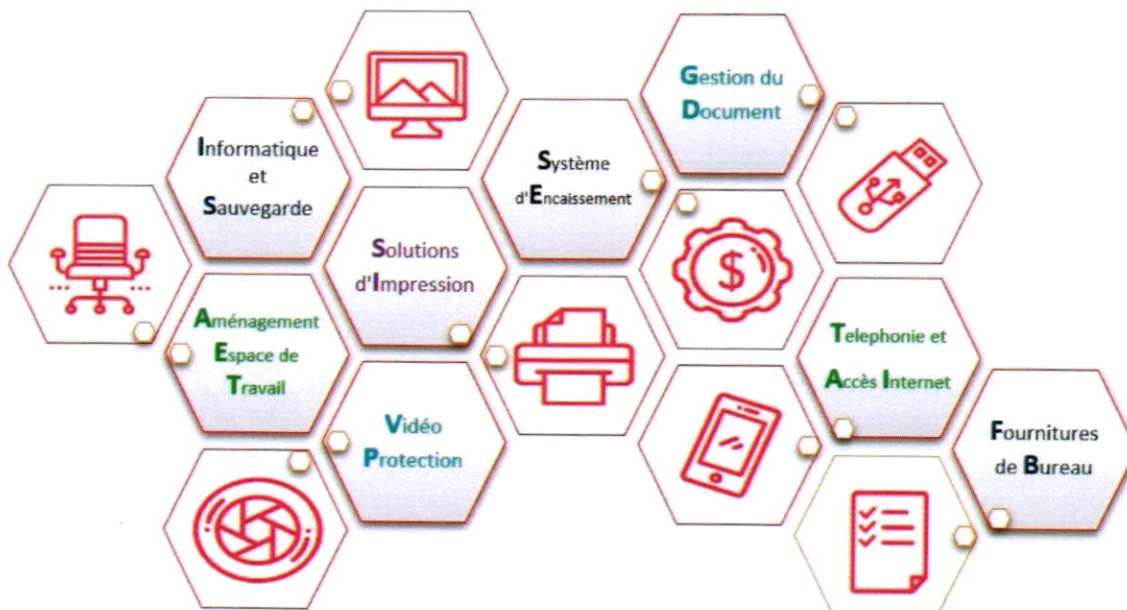 Gestion du
Document
Informatique
et
Sauvegarde
Système
d'Encaissement
Solutions
d'Impression
$
Aménagement
Espace de
Travail
Telephonie et
Accès Internet
Vidéo
Protection
Fournitures
de Bureau